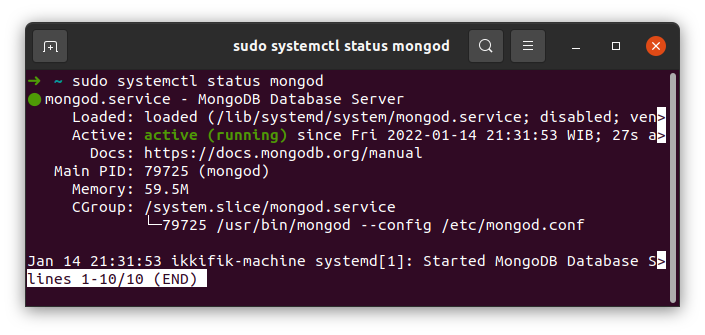 sudo systemctl status mongod
➜ ~ sudo systemctl status mongod
● mongod.service - MongoDB Database Server
Loaded: loaded (/lib/systemd/system/mongod.service; disabled; ven>
Active: active (running) since Fri 2022-01-14 21:31:53 WIB; 27s a>
Docs: https://docs.mongodb.org/manual
Main PID: 79725 (mongod)
Memory: 59.5M
CGroup: /system.slice/mongod.service
└─79725 /usr/bin/mongod --config /etc/mongod.conf
Jan 14 21:31:53 ikkifik-machine systemd[1]: Started MongoDB Database S>
lines 1-10/10 (END)